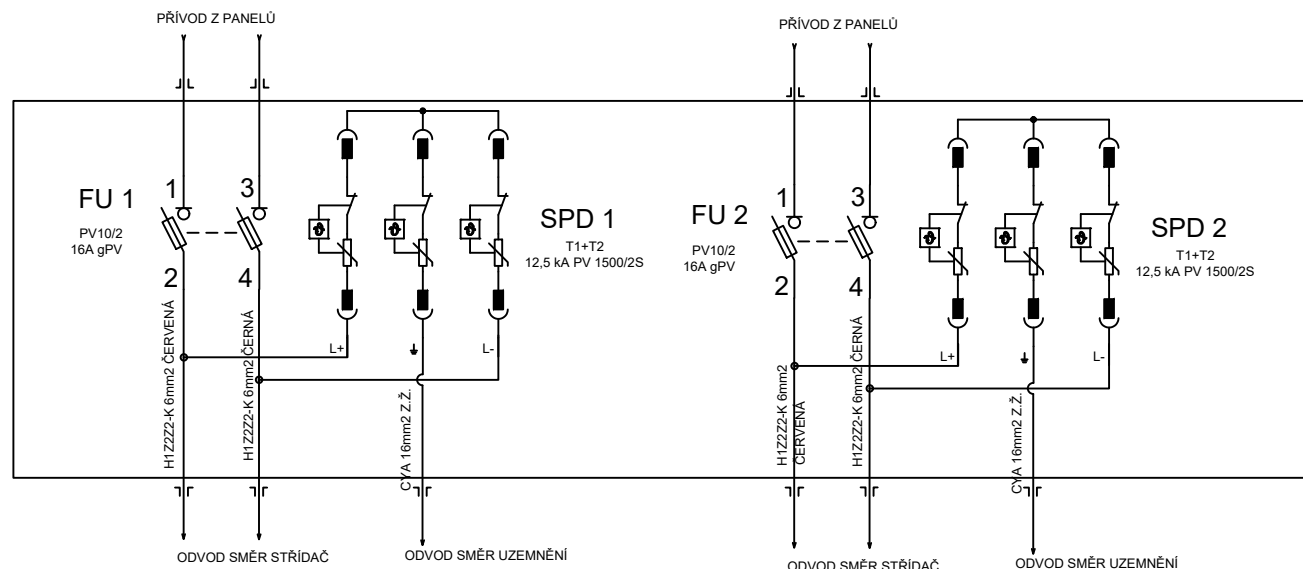 PŘÍVOD Z PANELŮ
FU 1
PV10/2
16A gPV
1
3
2
4
SPD 1
T1+T2
12,5 kA PV 1500/2S
L+
L-
H1Z2Z2-K 6mm2 ČERVENÁ
H1Z2Z2-K 6mm2 ČERNÁ
CYA 16mm2 Z.Ž.
ODVOD SMĚR STŘÍDAČ
ODVOD SMĚR UZEMNĚNÍ
PŘÍVOD Z PANELŮ
FU 2
PV10/2
16A gPV
1
3
2
4
SPD 2
T1+T2
12,5 kA PV 1500/2S
L+
L-
H1Z2Z2-K 6mm2
ČERVENÁ
H1Z2Z2-K 6mm2 ČERNÁ
CYA 16mm2 Z.Ž.
ODVOD SMĚR STŘÍDAČ
ODVOD SMĚR UZEMNĚNÍ